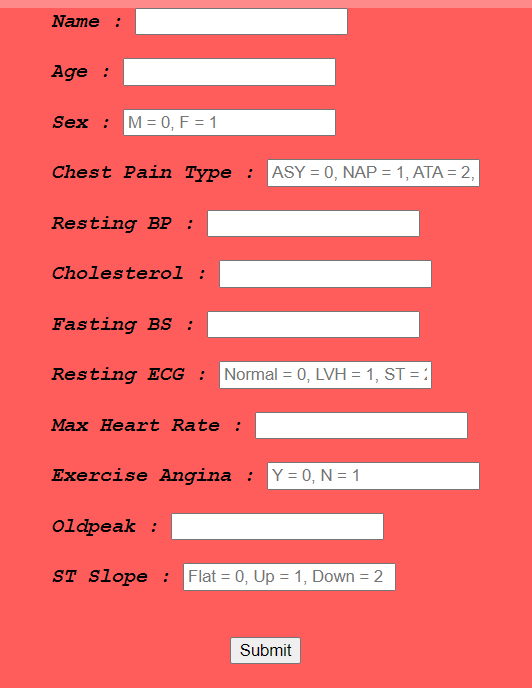 Name :
Age :
Sex : M = 0, F = 1
Chest Pain Type : ASY = 0, NAP = 1, ATA = 2,
Resting BP :
Cholesterol :
Fasting BS :
Resting ECG : Normal = 0, LVH = 1, ST = 2
Max Heart Rate :
Exercise Angina : Y = 0, N = 1
Oldpeak :
ST Slope : Flat = 0, Up = 1, Down = 2
Submit